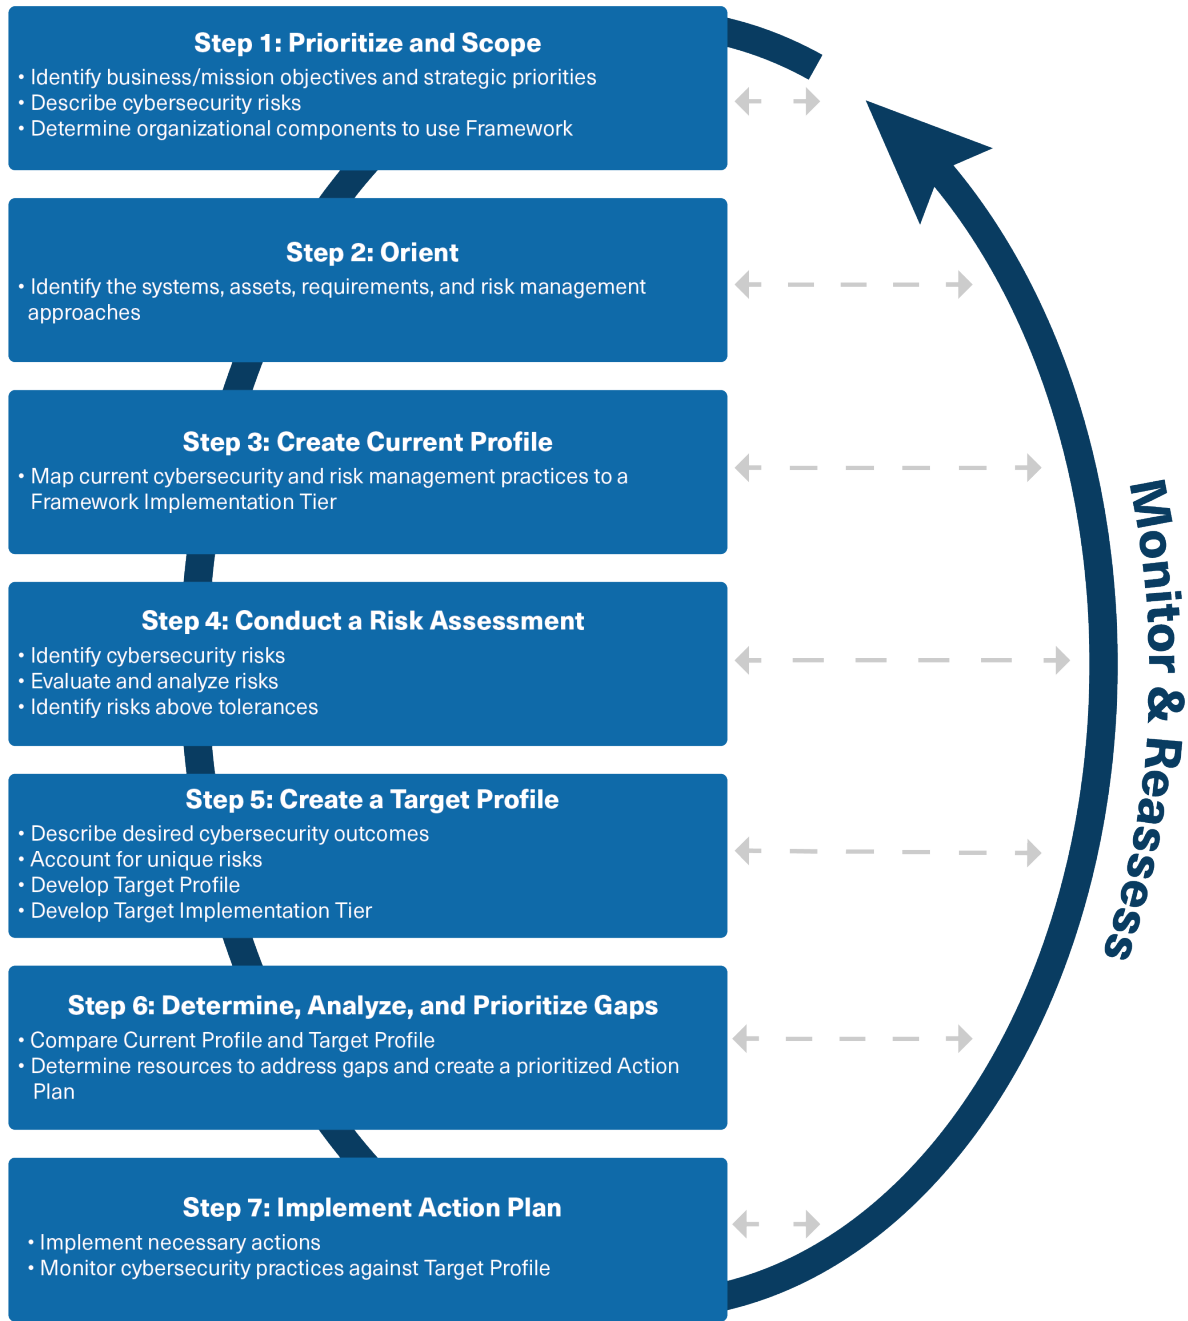 Step 1: Prioritize and Scope
• Identify business/mission objectives and strategic priorities
• Describe cybersecurity risks
• Determine organizational components to use Framework
Step 2: Orient
• Identify the systems, assets, requirements, and risk management
approaches
Step 3: Create Current Profile
• Map current cybersecurity and risk management practices to a
Framework Implementation Tier
Step 4: Conduct a Risk Assessment
• Identify cybersecurity risks
• Evaluate and analyze risks
• Identify risks above tolerances
Step 5: Create a Target Profile
• Describe desired cybersecurity outcomes
• Account for unique risks
• Develop Target Profile
• Develop Target Implementation Tier
Step 6: Determine, Analyze, and Prioritize Gaps
• Compare Current Profile and Target Profile
• Determine resources to address gaps and create a prioritized Action
Plan
Step 7: Implement Action Plan
• Implement necessary actions
• Monitor cybersecurity practices against Target Profile
Monitor & Reassess